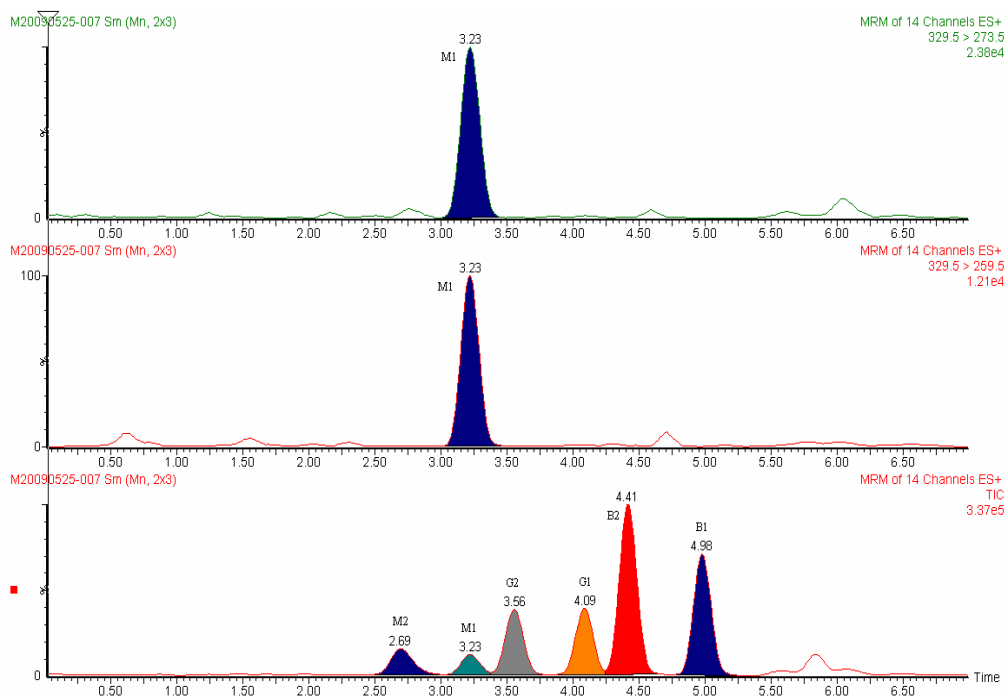 M20090525-007 Sm (Mn, 2x3)
MRM of 14 Channels ES+
329.5 > 273.5
2.38e4
3.23
M1
%
0
0.50 1.00 1.50 2.00 2.50 3.00 3.50 4.00 4.50 5.00 5.50 6.00 6.50
M20090525-007 Sm (Mn, 2x3)
MRM of 14 Channels ES+
329.5 > 259.5
1.21e4
100
3.23
M1
%
0
0.50 1.00 1.50 2.00 2.50 3.00 3.50 4.00 4.50 5.00 5.50 6.00 6.50
M20090525-007 Sm (Mn, 2x3)
MRM of 14 Channels ES+
TIC
3.37e5
4.41
B2
B1
4.98
G2
3.56
G1
4.09
M2
2.69
M1
3.23
%
0
Time
0.50 1.00 1.50 2.00 2.50 3.00 3.50 4.00 4.50 5.00 5.50 6.00 6.50